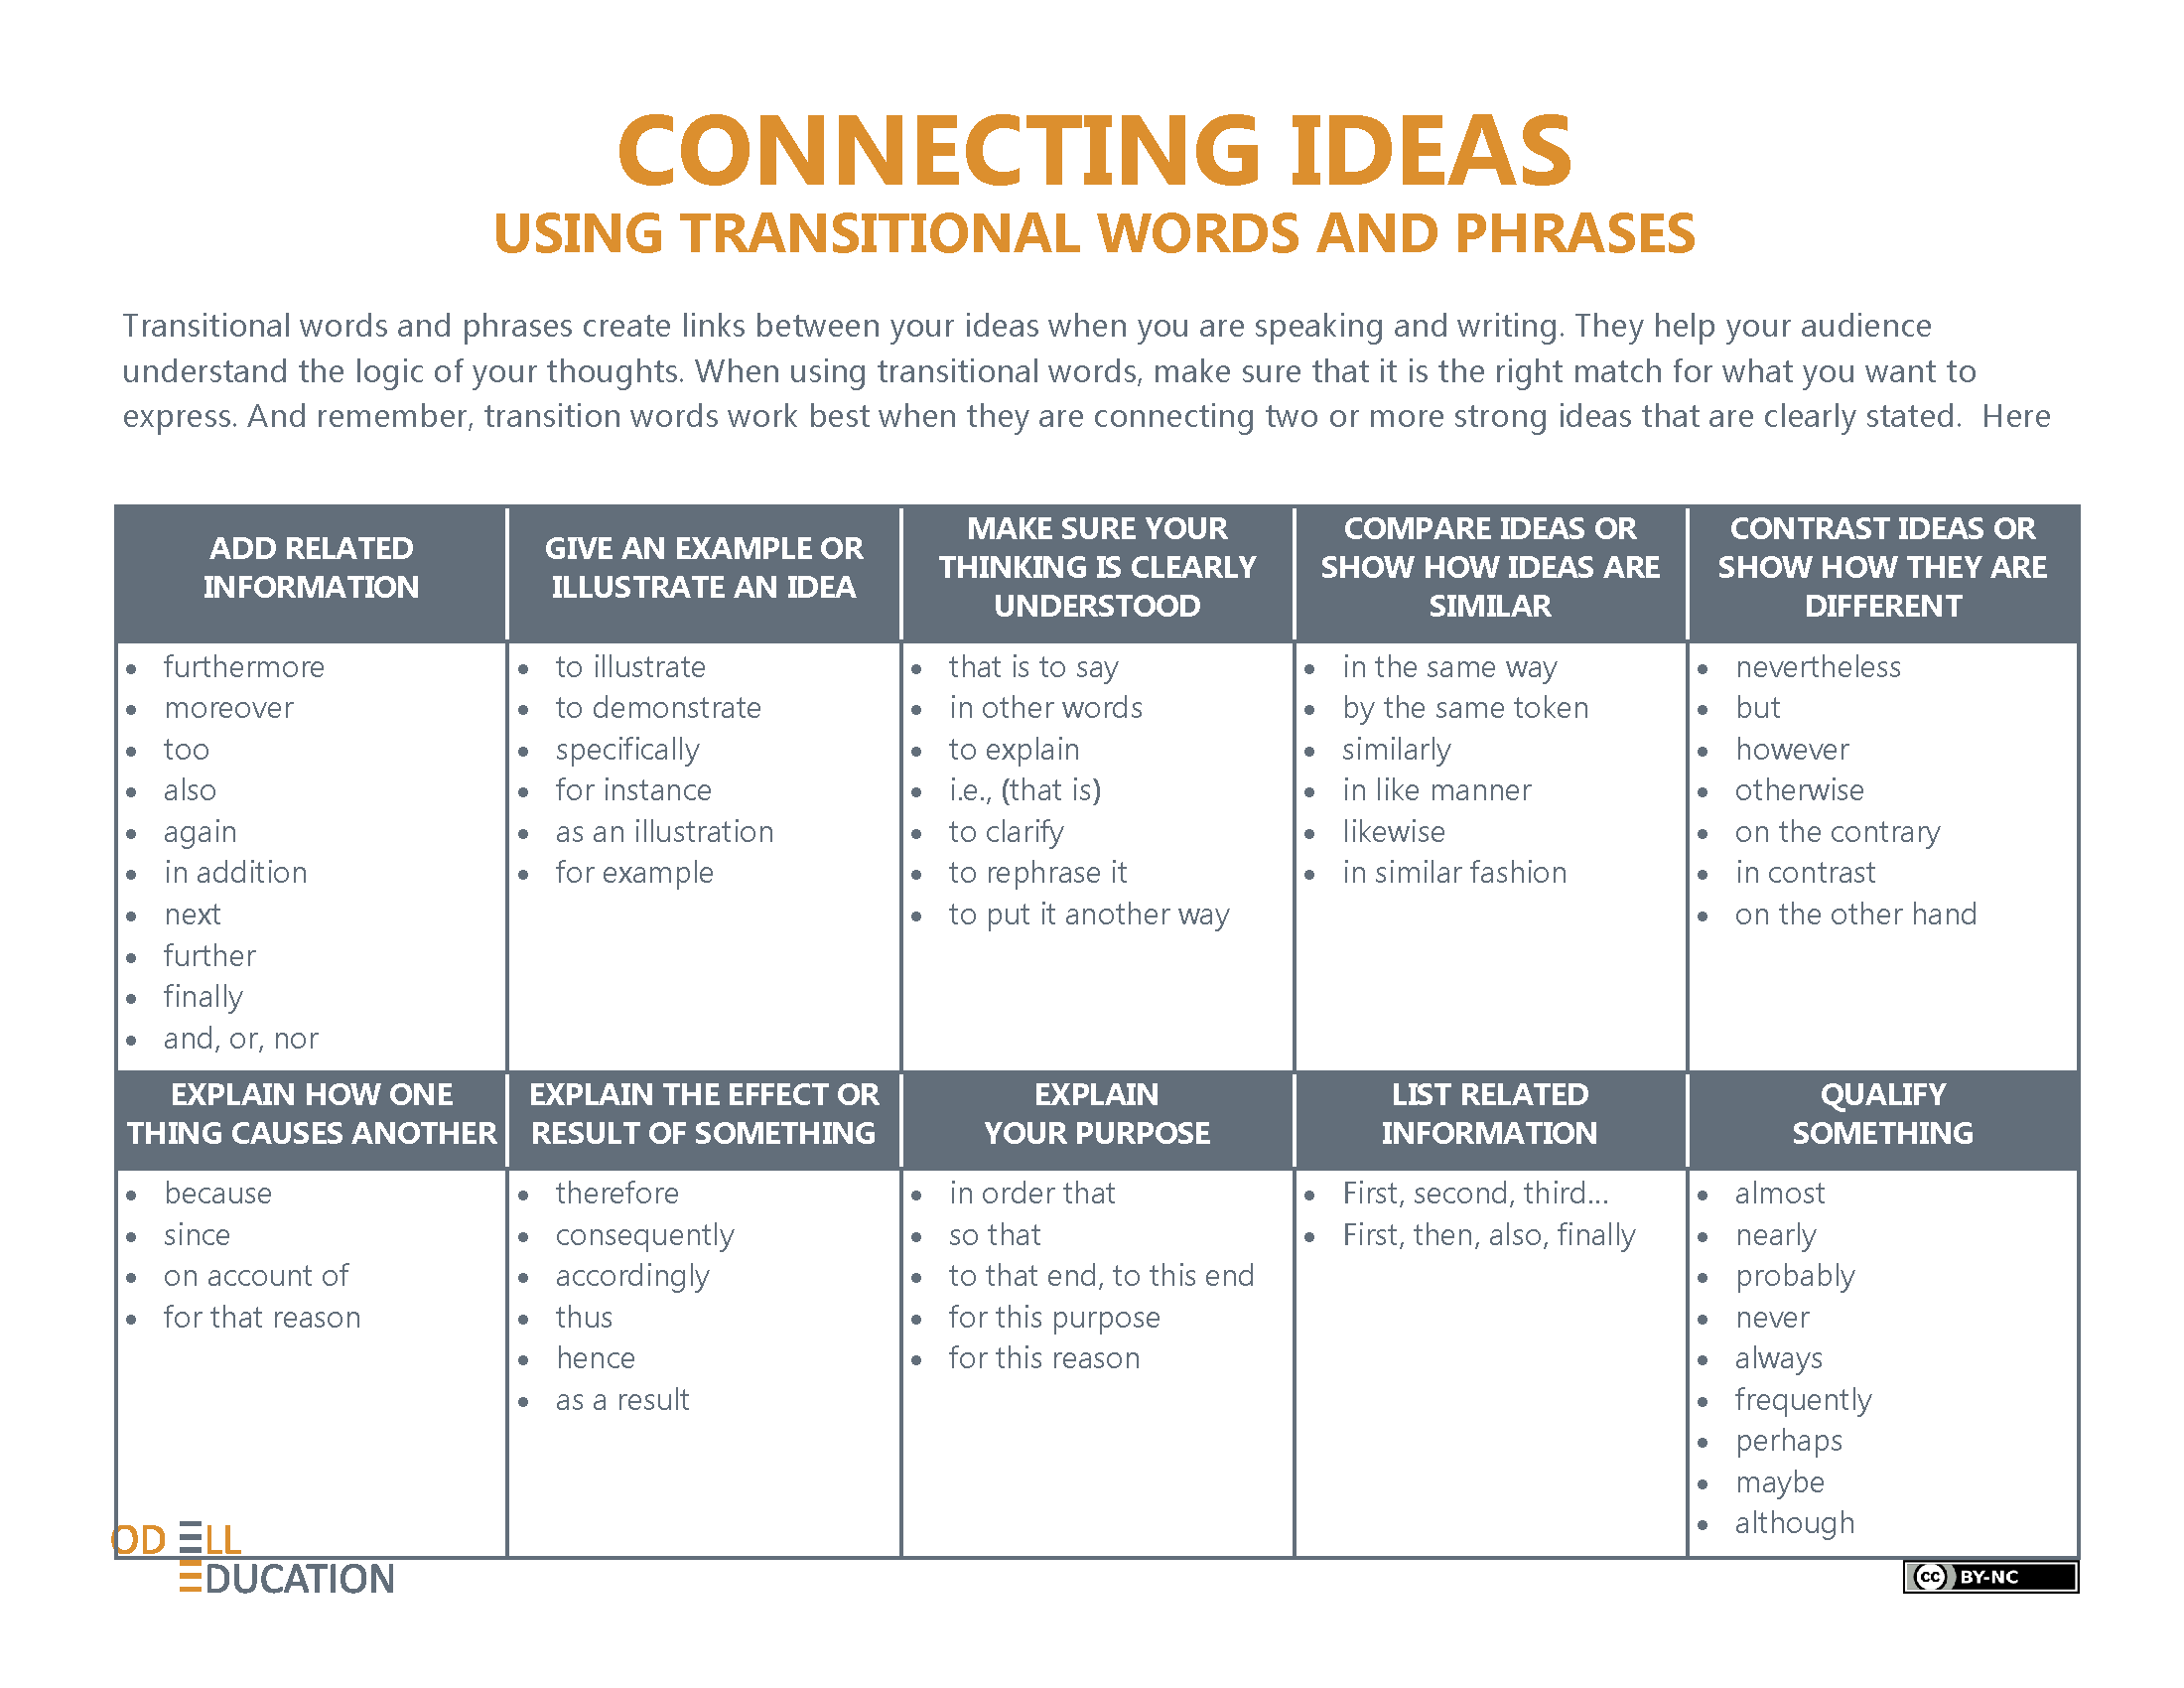 CONNECTING IDEAS
USING TRANSITIONAL WORDS AND PHRASES
Transitional words and phrases create links between your ideas when you are speaking and writing. They help your audience
understand the logic of your thoughts. When using transitional words, make sure that it is the right match for what you want to
express. And remember, transition words work best when they are connecting two or more strong ideas that are clearly stated.  Here
ADD RELATED
INFORMATION
• furthermore
• moreover
• too
• also
• again
• in addition
• next
• further
• finally
• and, or, nor
GIVE AN EXAMPLE OR
ILLUSTRATE AN IDEA
• to illustrate
• to demonstrate
• specifically
• for instance
• as an illustration
• for example
MAKE SURE YOUR
THINKING IS CLEARLY
UNDERSTOOD
• that is to say
• in other words
• to explain
• i.e., (that is)
• to clarify
• to rephrase it
• to put it another way
COMPARE IDEAS OR
SHOW HOW IDEAS ARE
SIMILAR
• in the same way
• by the same token
• similarly
• in like manner
• likewise
• in similar fashion
CONTRAST IDEAS OR
SHOW HOW THEY ARE
DIFFERENT
• nevertheless
• but
• however
• otherwise
• on the contrary
• in contrast
• on the other hand
EXPLAIN HOW ONE
THING CAUSES ANOTHER
• because
• since
• on account of
• for that reason
EXPLAIN THE EFFECT OR
RESULT OF SOMETHING
• therefore
• consequently
• accordingly
• thus
• hence
• as a result
EXPLAIN
YOUR PURPOSE
• in order that
• so that
• to that end, to this end
• for this purpose
• for this reason
LIST RELATED
INFORMATION
• First, second, third...
• First, then, also, finally
QUALIFY
SOMETHING
• almost
• nearly
• probably
• never
• always
• frequently
• perhaps
• maybe
• although
ODELL
EDUCATION
cc BY-NC